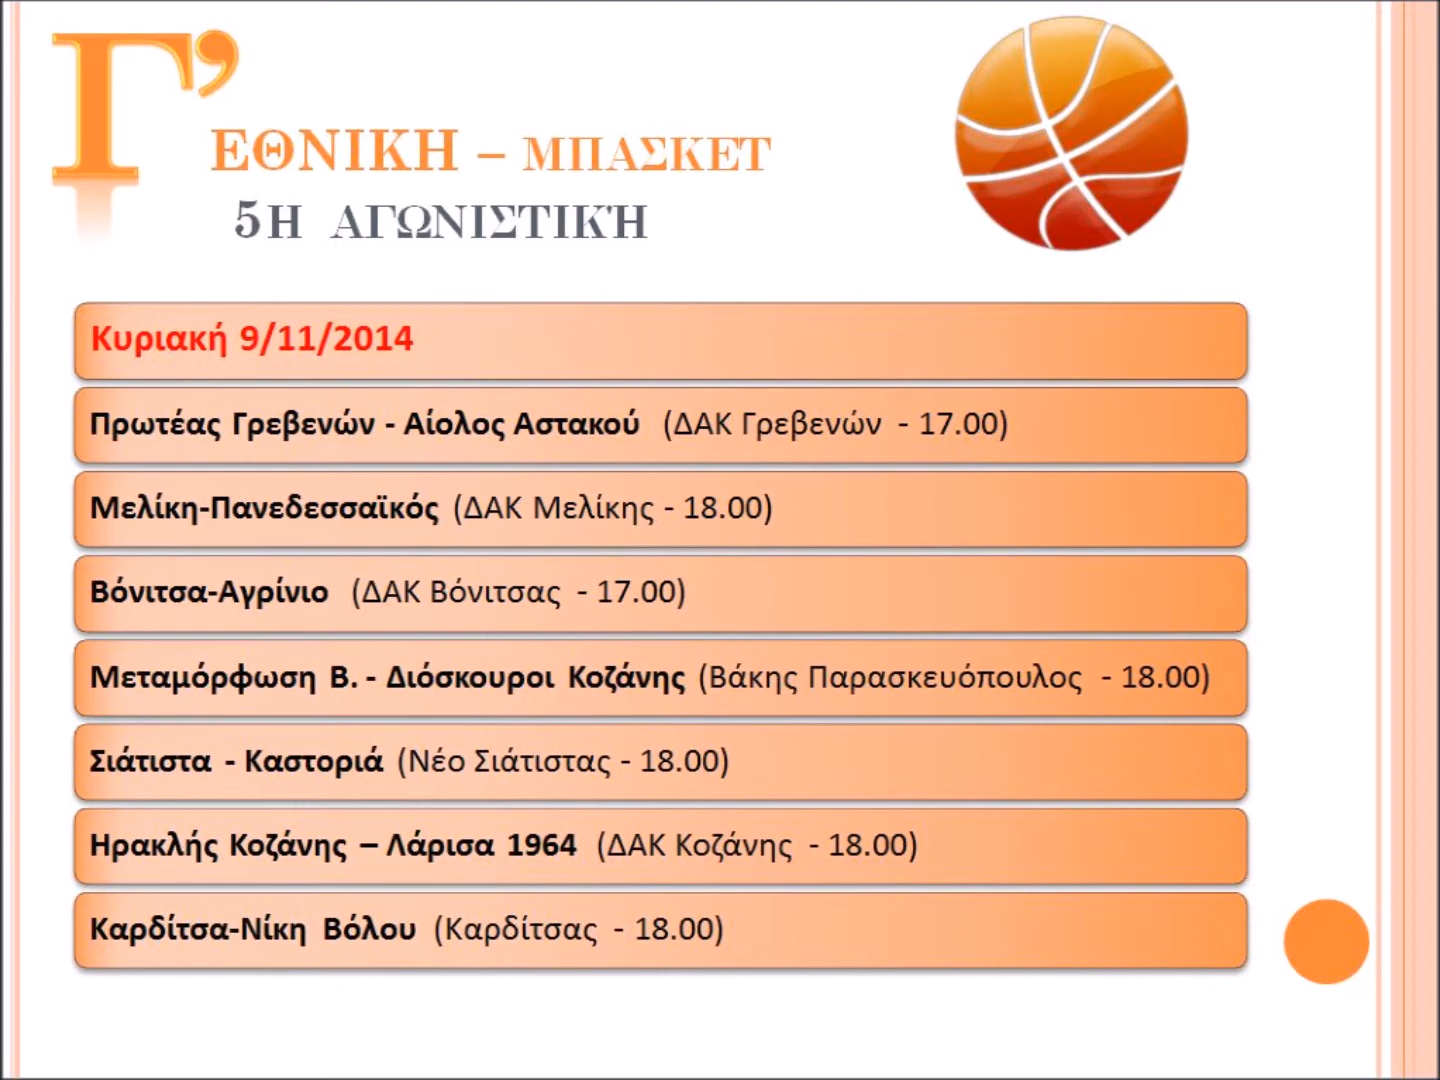 Γ’
ΕΘΝΙΚΗ – ΜΠΑΣΚΕΤ
5Η ΑΓΩΝΙΣΤΙΚΉ
Κυριακή 9/11/2014
Πρωτέας Γρεβενών - Αίολος Αστακού (ΔΑΚ Γρεβενών - 17.00)
Μελίκη-Πανεδεσσαϊκός (ΔΑΚ Μελίκης - 18.00)
Βόνιτσα-Αγρίνιο (ΔΑΚ Βόνιτσας - 17.00)
Μεταμόρφωση Β. - Διόσκουροι Κοζάνης (Βάκης Παρασκευόπουλος - 18.00)
Σιάτιστα - Καστοριά (Νέο Σιάτιστας - 18.00)
Ηρακλής Κοζάνης – Λάρισα 1964 (ΔΑΚ Κοζάνης - 18.00)
Καρδίτσα-Νίκη Βόλου (Καρδίτσας - 18.00)